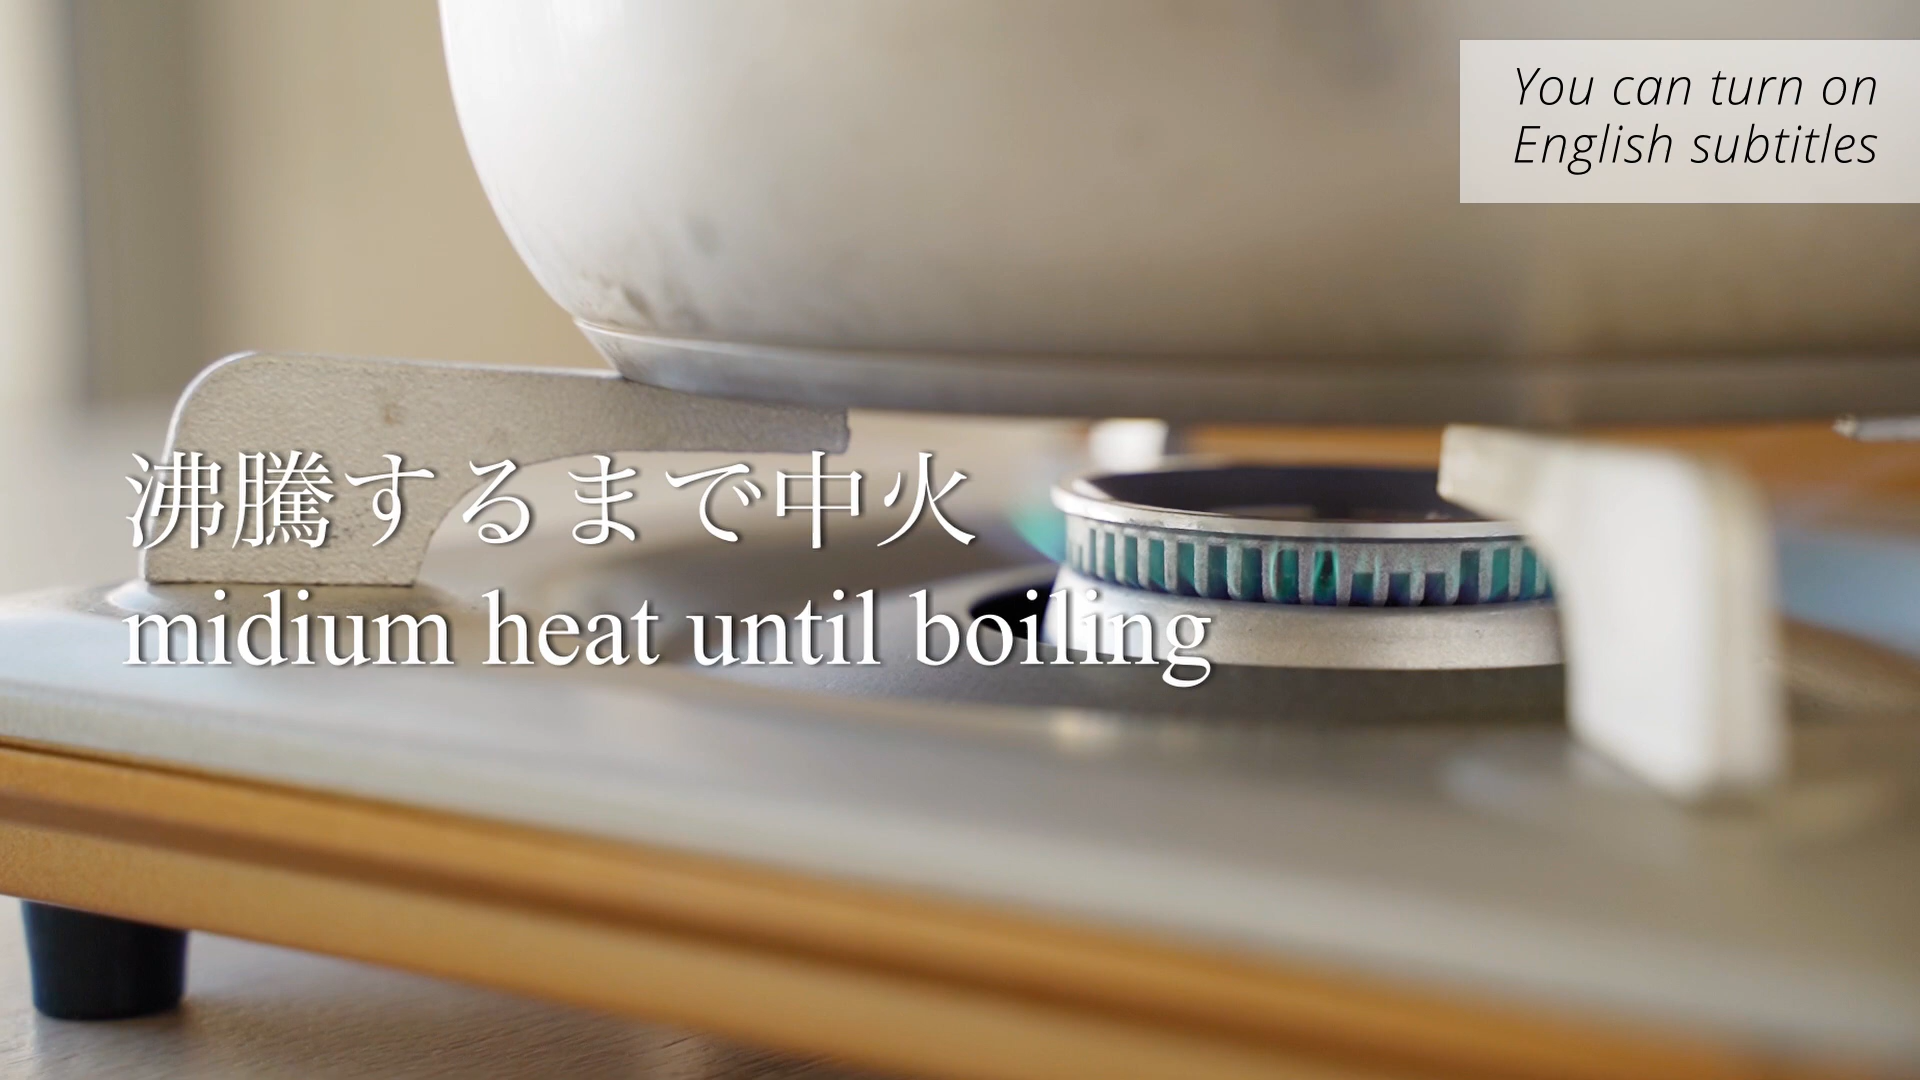 You can turn on
English subtitles
沸騰するまで中火
midium heat until boiling